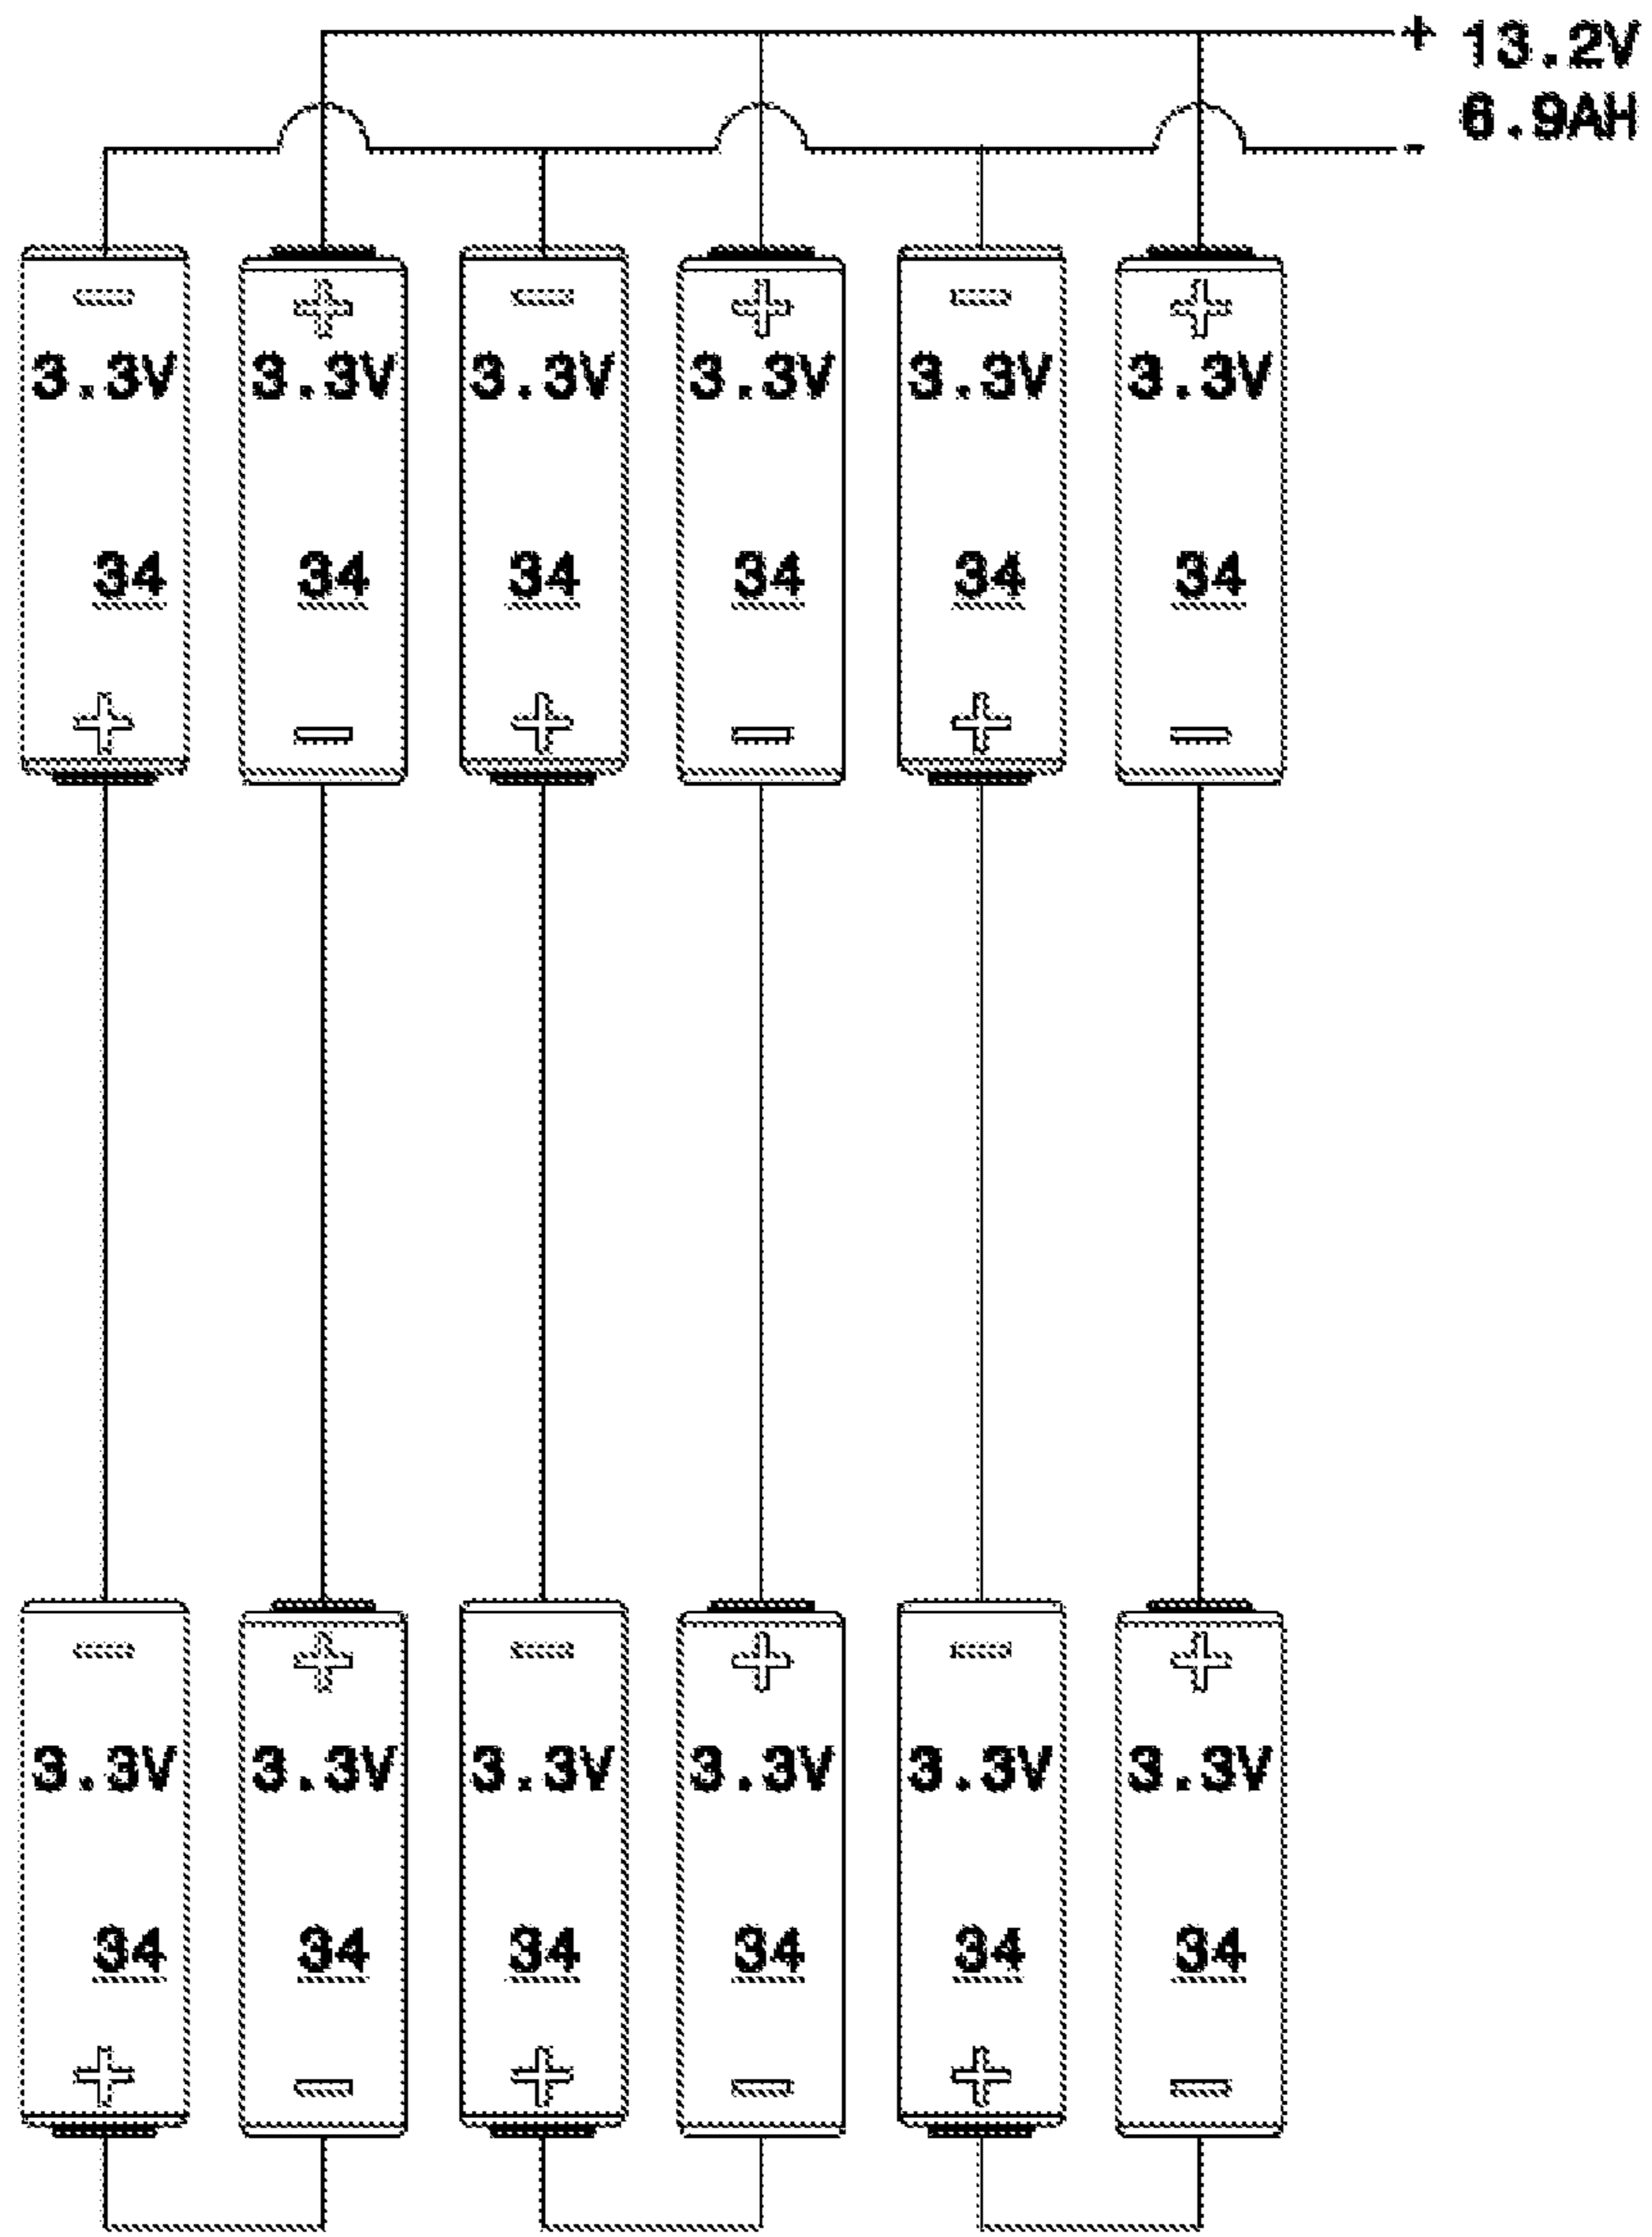 + 13.2V
6.9AH
-
- + - + - +
3.3V 3.3V 3.3V 3.3V 3.3V 3.3V
34 34 34 34 34 34
+ - + - + -
- + - + - +
3.3V 3.3V 3.3V 3.3V 3.3V 3.3V
34 34 34 34 34 34
+ - + - + -